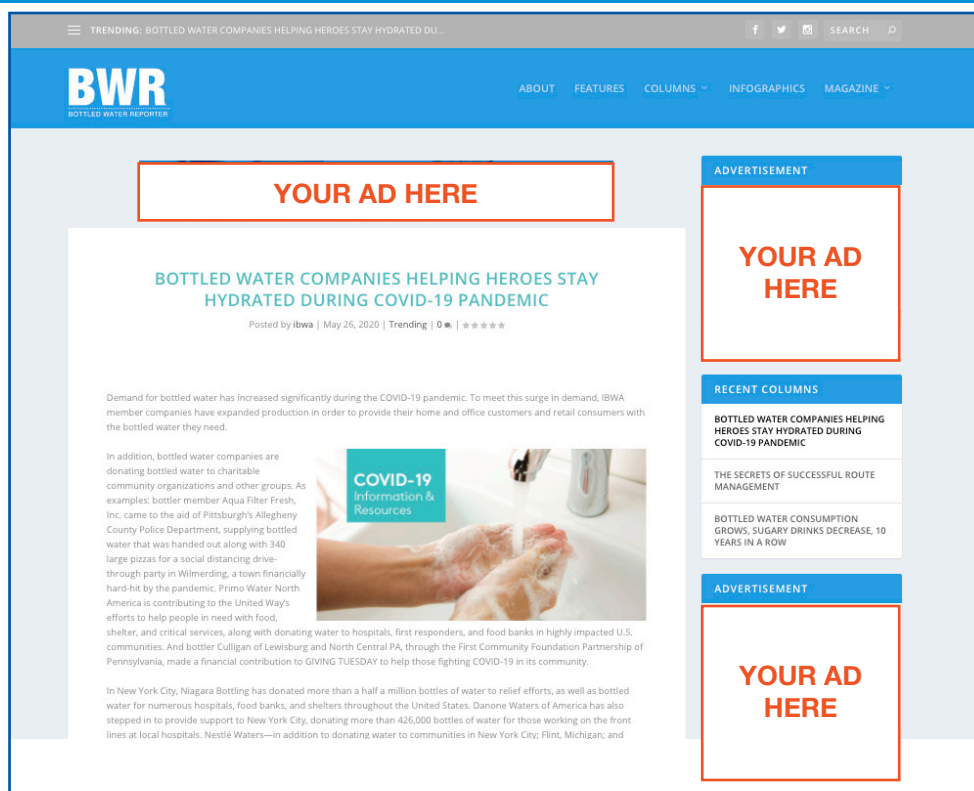 TRENDING: BOTTLED WATER COMPANIES HELPING HEROES STAY HYDRATED DU...
SEARCH
BWR
BOTTLED WATER REPORTER
ABOUT FEATURES COLUMNS INFOGRAPHICS MAGAZINE
YOUR AD HERE
BOTTLED WATER COMPANIES HELPING HEROES STAY
HYDRATED DURING COVID-19 PANDEMIC
Posted by ibwa | May 26, 2020 | Trending | 0 |
Demand for bottled water has increased significantly during the COVID-19 pandemic. To meet this surge in demand, IBWA
member companies have expanded production in order to provide their home and office customers and retail consumers with
the bottled water they need.
In addition, bottled water companies are
donating bottled water to charitable
community organizations and other groups. As
examples: bottler member Aqua Filter Fresh,
Inc. came to the aid of Pittsburgh's Allegheny
County Police Department, supplying bottled
water that was handed out along with 340
large pizzas for a social distancing drive-
through party in Wilmerding, a town financially
hard-hit by the pandemic. Primo Water North
America is contributing to the United Way's
efforts to help people in need with food,
shelter, and critical services, along with donating water to hospitals, first responders, and food banks in highly impacted U.S.
communities. And bottler Culligan of Lewisburg and North Central PA, through the First Community Foundation Partnership of
Pennsylvania, made a financial contribution to GIVING TUESDAY to help those fighting COVID-19 in its community.
COVID-19
Information &
Resources
In New York City, Niagara Bottling has donated more than a half a million bottles of water to relief efforts, as well as bottled
water for numerous hospitals, food banks, and shelters throughout the United States. Danone Waters of America has also
stepped in to provide support to New York City, donating more than 426,000 bottles of water for those working on the front
lines at local hospitals. Nestlé Waters—in addition to donating water to communities in New York City; Flint, Michigan; and
ADVERTISEMENT
YOUR AD
HERE
RECENT COLUMNS
BOTTLED WATER COMPANIES HELPING
HEROES STAY HYDRATED DURING
COVID-19 PANDEMIC
THE SECRETS OF SUCCESSFUL ROUTE
MANAGEMENT
BOTTLED WATER CONSUMPTION
GROWS, SUGARY DRINKS DECREASE, 10
YEARS IN A ROW
ADVERTISEMENT
YOUR AD
HERE